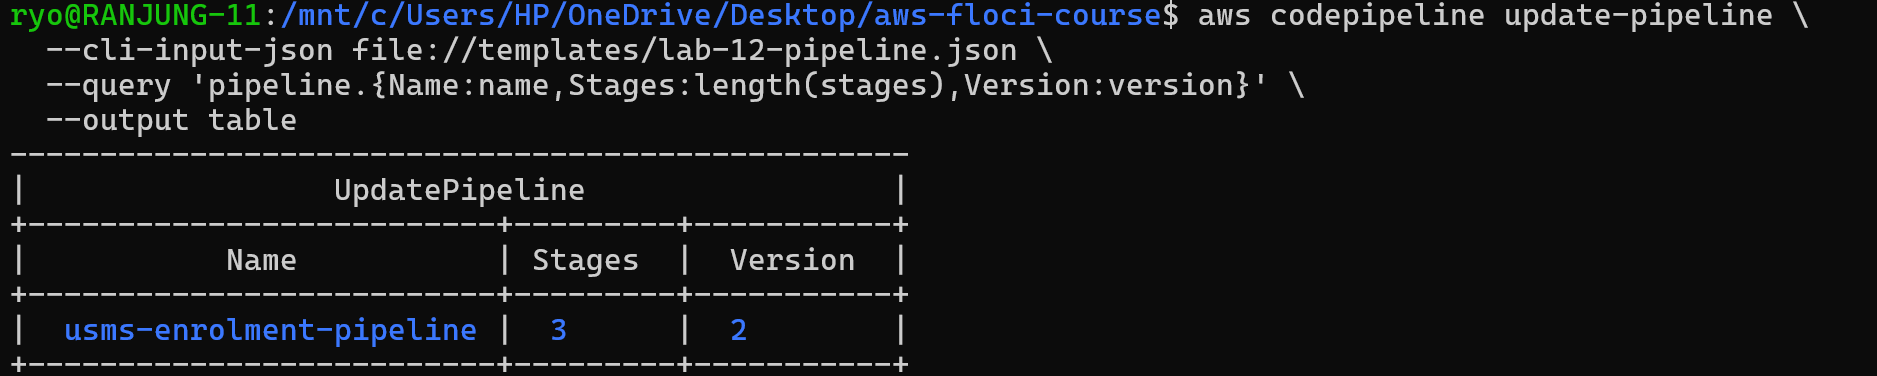 ryo@RANJUNG-11:/mnt/c/Users/HP/OneDrive/Desktop/aws-floci-course$ aws codepipeline update-pipeline \
  --cli-input-json file://templates/lab-12-pipeline.json \
  --query 'pipeline.{Name:name,Stages:length(stages),Version:version}' \
  --output table
--------------------------------------------------
|                 UpdatePipeline                 |
+--------------------------+---------+-----------+
|           Name           | Stages  |  Version  |
+--------------------------+---------+-----------+
|  usms-enrolment-pipeline |  3      |  2        |
+--------------------------+---------+-----------+